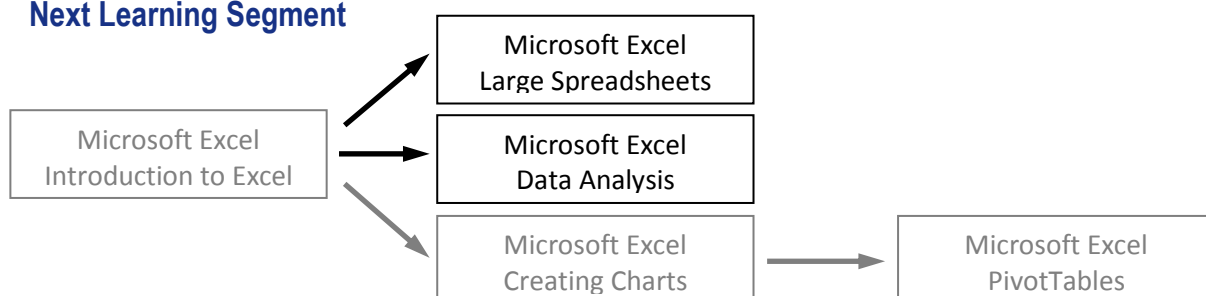 Next Learning Segment
Microsoft Excel
Large Spreadsheets
Microsoft Excel
Introduction to Excel
Microsoft Excel
Data Analysis
Microsoft Excel
Creating Charts
Microsoft Excel
PivotTables